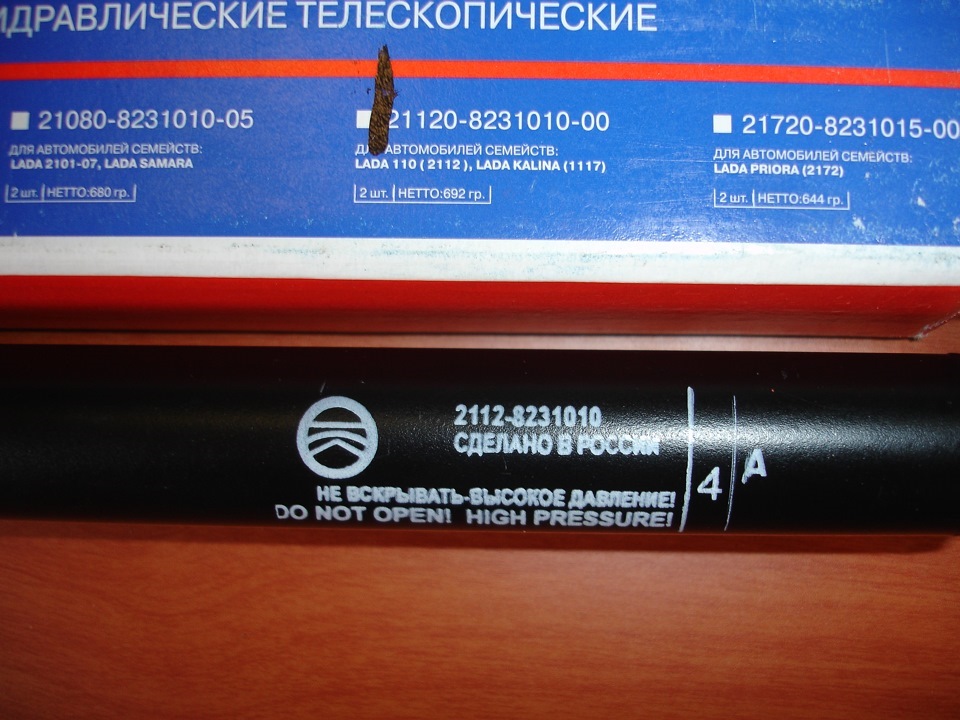 ИДРАВЛИЧЕСКИЕ ТЕЛЕСКОПИЧЕСКИЕ
21080-8231010-05
ДЛЯ АВТОМОБИЛЕЙ СЕМЕЙСТВ:
LADA 2101-07, LADA SAMARA
2 шт. НЕТТО:680 гр.
21120-8231010-00
ДЛЯ АВТОМОБИЛЕЙ СЕМЕЙСТВ:
LADA 110 ( 2112 ), LADA KALINA (1117)
2 шт. НЕТТО:692 гр.
21720-8231015-00
ДЛЯ АВТОМОБИЛЕЙ СЕМЕЙСТВ:
LADA PRIORA (2172)
2 шт. НЕТТО:644 гр.
2112-8231010
СДЕЛАНО В РОССИИ
НЕ ВСКРЫВАТЬ-ВЫСОКОЕ ДАВЛЕНИЕ!
DO NOT OPEN! HIGH PRESSURE!
4 A